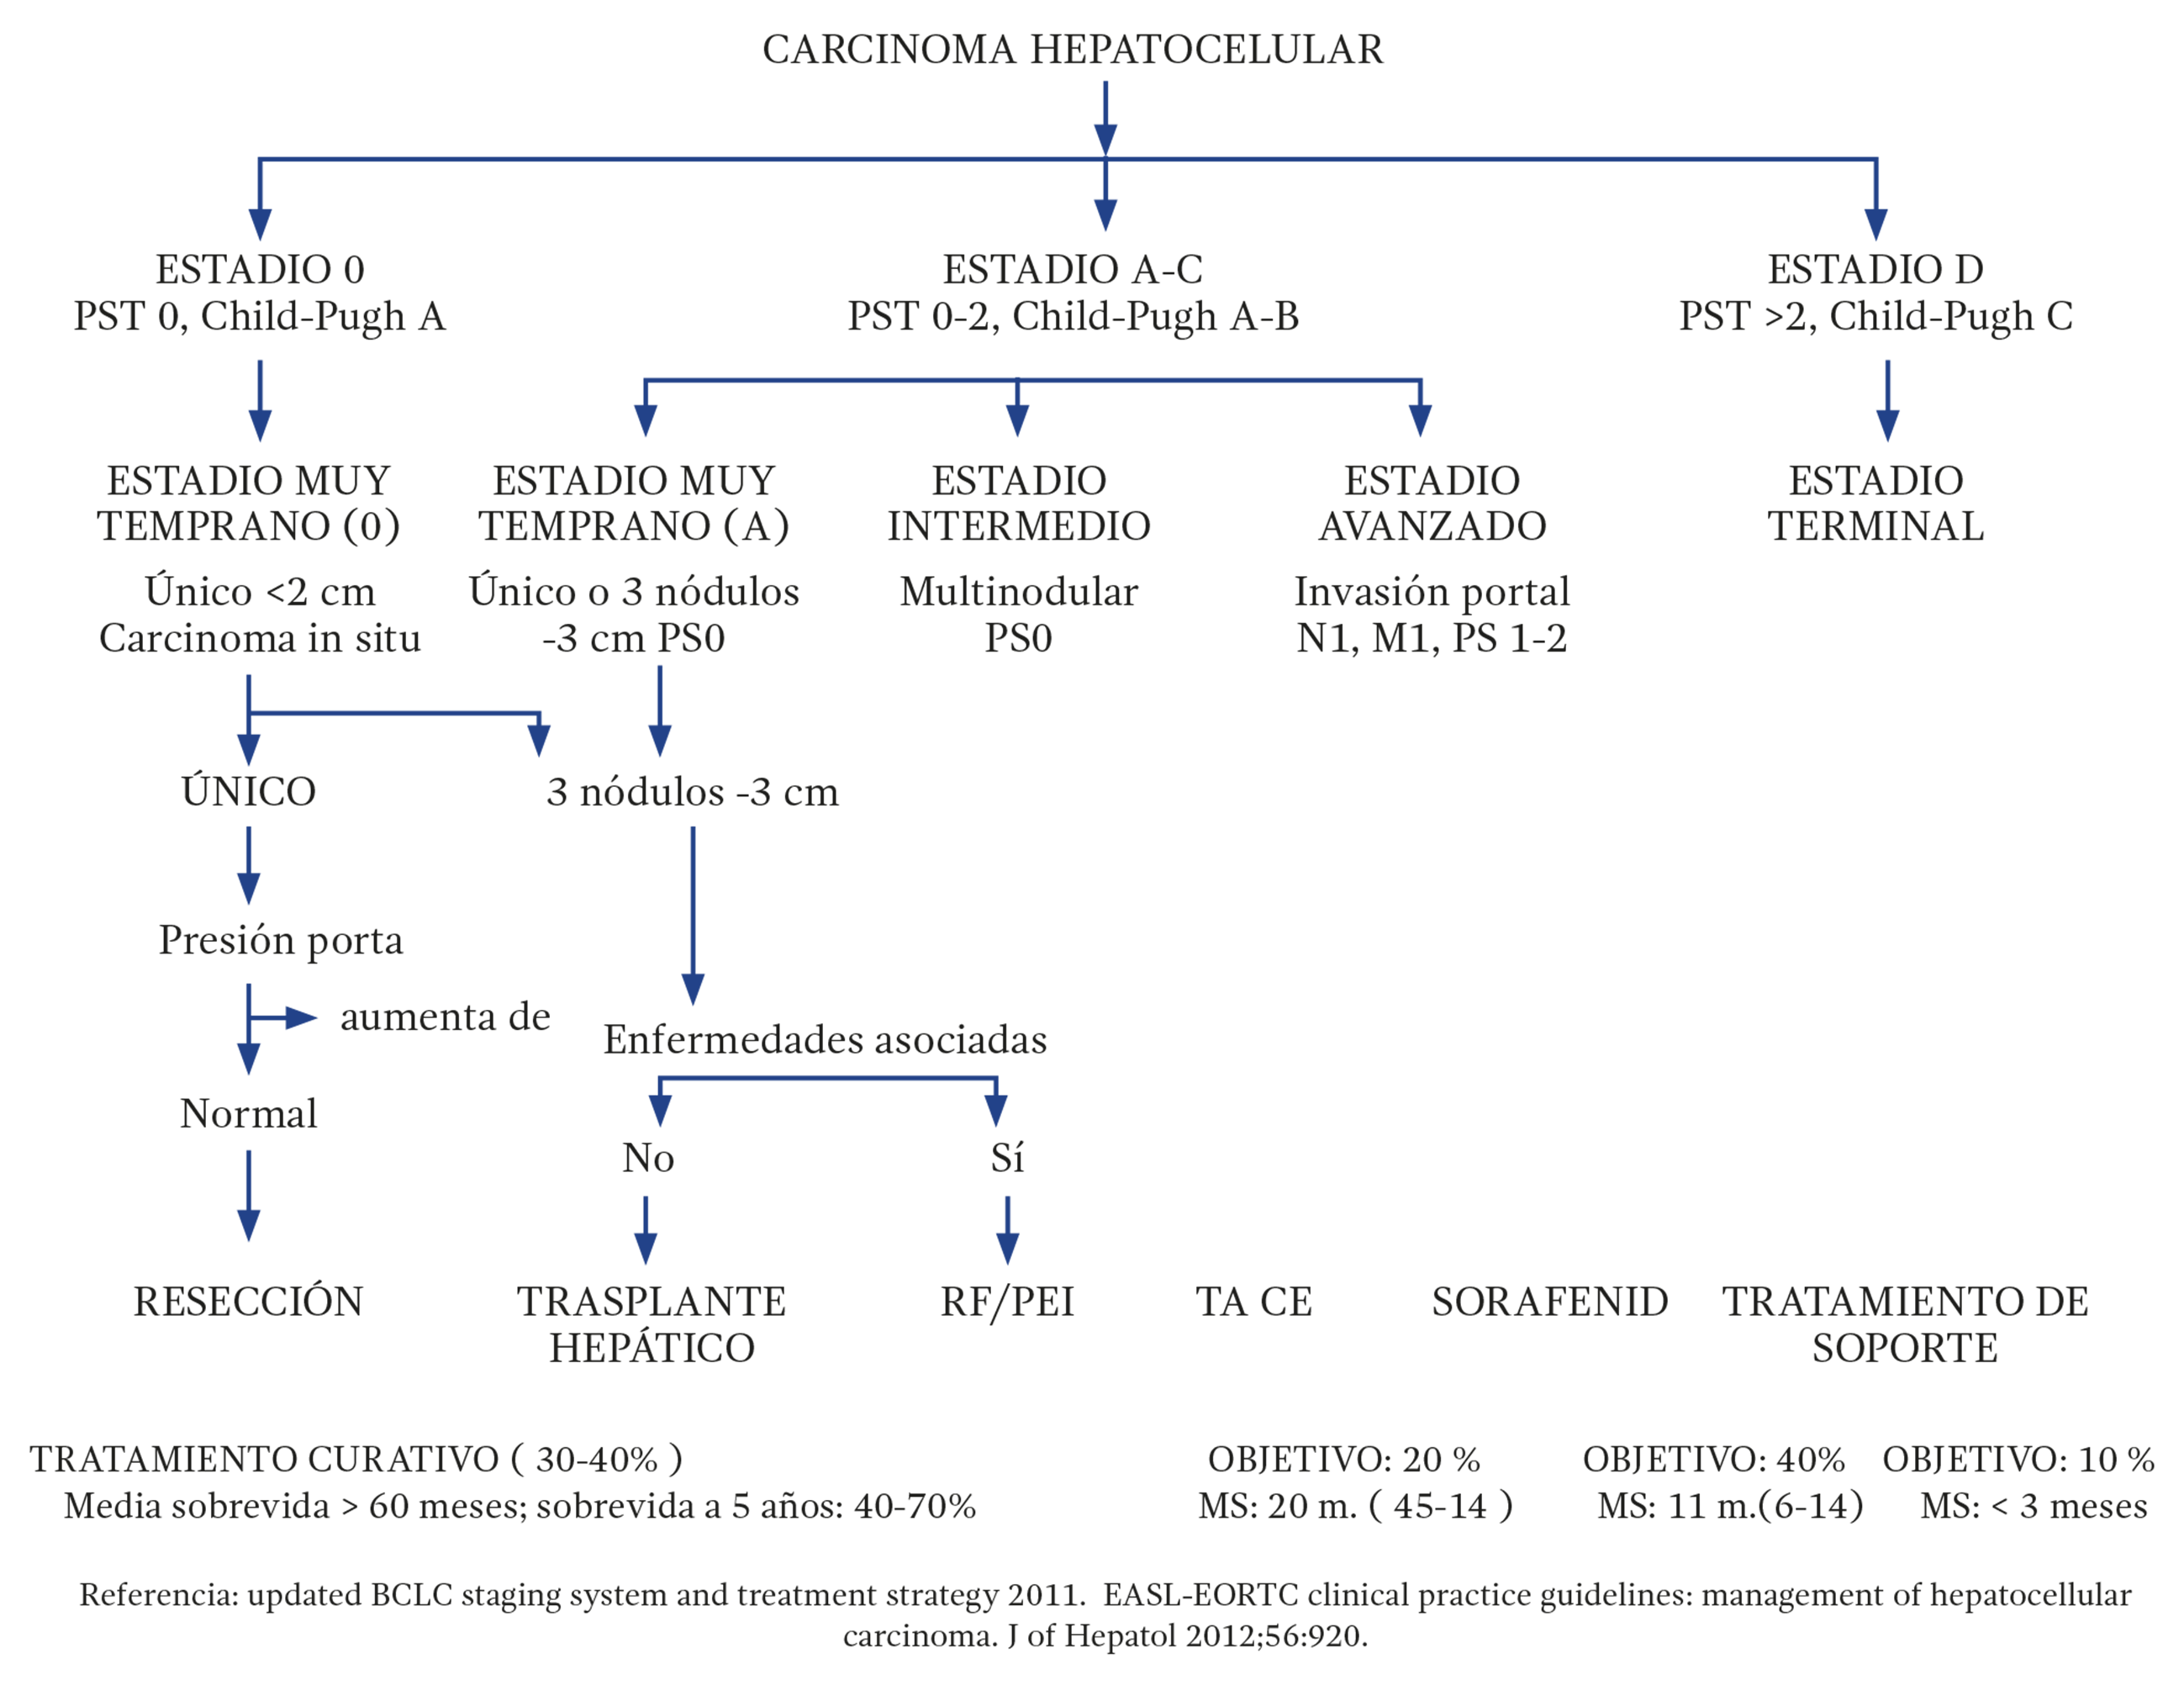 CARCINOMA HEPATOCELULAR
ESTADIO 0
PST 0, Child-Pugh A
ESTADIO A-C
PST 0-2, Child-Pugh A-B
ESTADIO D
PST >2, Child-Pugh C
ESTADIO MUY
TEMPRANO (0)
Único <2 cm
Carcinoma in situ
ESTADIO MUY
TEMPRANO (A)
Único o 3 nódulos
-3 cm PS0
ESTADIO
INTERMEDIO
Multinodular
PS0
ESTADIO
AVANZADO
Invasión portal
N1, M1, PS 1-2
ESTADIO
TERMINAL
ÚNICO
3 nódulos -3 cm
Presión porta
aumenta de
Normal
Enfermedades asociadas
No
Sí
RESECCIÓN
TRASPLANTE
HEPÁTICO
RF/PEI
TA CE
SORAFENID
TRATAMIENTO DE
SOPORTE
TRATAMIENTO CURATIVO ( 30-40% )
Media sobrevida > 60 meses; sobrevida a 5 años: 40-70%
OBJETIVO: 20 %
MS: 20 m. ( 45-14 )
OBJETIVO: 40%
MS: 11 m.(6-14)
OBJETIVO: 10 %
MS: < 3 meses
Referencia: updated BCLC staging system and treatment strategy 2011. EASL-EORTC clinical practice guidelines: management of hepatocellular
carcinoma. J of Hepatol 2012;56:920.